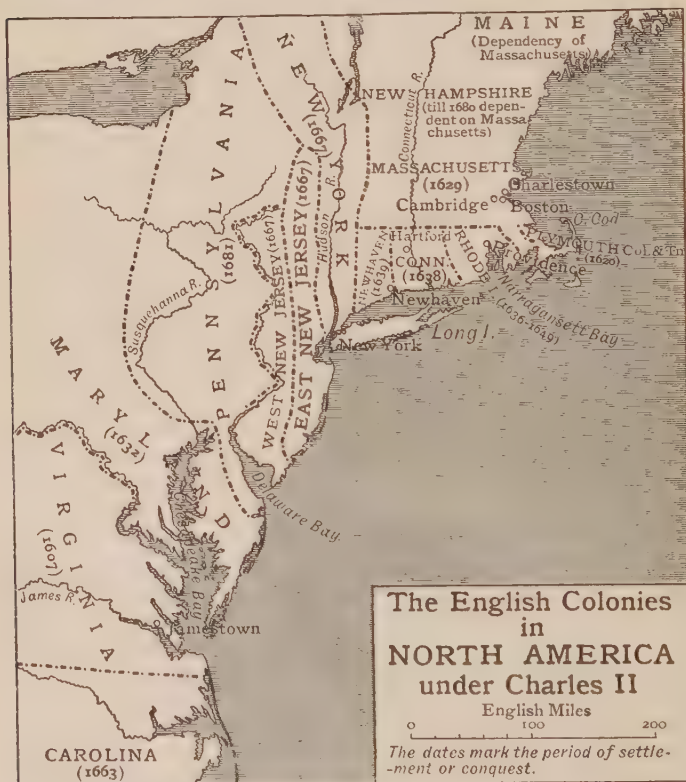 MAINE
(Dependency of
Massachusetts)
NEW HAMPSHIRE
(till 1680 depen-
dent on Massa
chusetts)
Connecticut R.
MASSACHUSETTS
(1629)
Charlestown
Cambridge
Boston
C. Cod
PLYMOUTH Col. & Tn
(1620)
Hartford
CONN.
(1638)
NEWHAVEN
(1639)
Newhaven
RHODE I.
(1636-1649)
Providence
Narragansett Bay
Long I.
NEW YORK
(1667)
Hudson R.
New York
EAST NEW JERSEY (1667)
WEST NEW JERSEY (1667)
PENNSYLVANIA
(1682)
Susquehanna R.
Delaware Bay
MARYLAND
(1632)
Chesapeake Bay
VIRGINIA
(1607)
James R.
Jamestown
CAROLINA
(1663)
The English Colonies
in
NORTH AMERICA
under Charles II
English Miles
0 100 200
The dates mark the period of settle-
-ment or conquest.